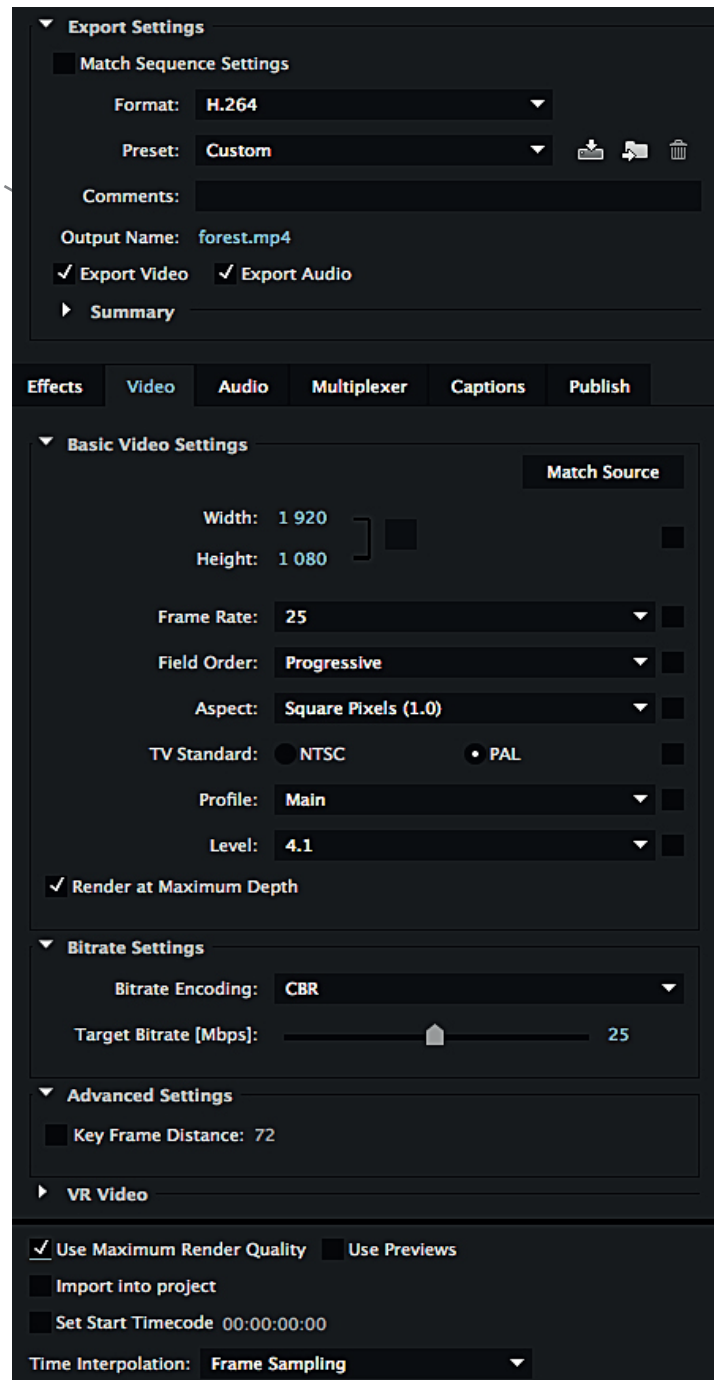 Export Settings
Match Sequence Settings
Format: H.264
Preset: Custom
Comments:
Output Name: forest.mp4
Export Video Export Audio
Summary
Effects Video Audio Multiplexer Captions Publish
Basic Video Settings
Match Source
Width: 1 920
Height: 1 080
Frame Rate: 25
Field Order: Progressive
Aspect: Square Pixels (1.0)
TV Standard: NTSC PAL
Profile: Main
Level: 4.1
Render at Maximum Depth
Bitrate Settings
Bitrate Encoding: CBR
Target Bitrate [Mbps]: 25
Advanced Settings
Key Frame Distance: 72
VR Video
Use Maximum Render Quality Use Previews
Import into project
Set Start Timecode 00:00:00:00
Time Interpolation: Frame Sampling